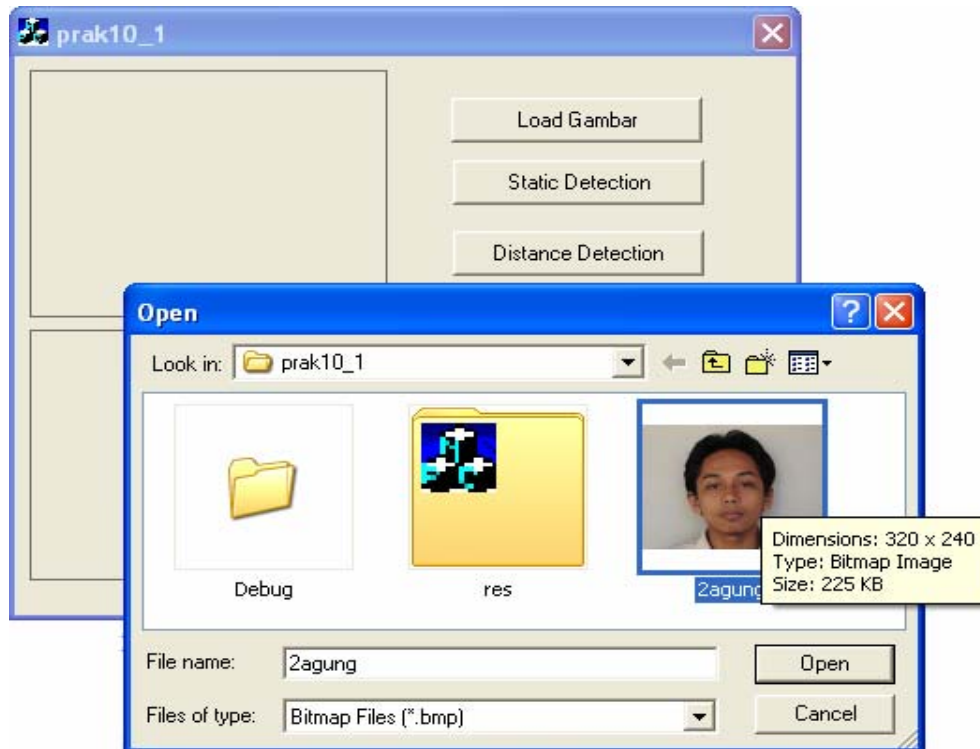 prak10_1
Load Gambar
Static Detection
Distance Detection
Open
Look in: prak10_1
Debug
res
2agung
Dimensions: 320 x 240
Type: Bitmap Image
Size: 225 KB
File name: 2agung
Open
Files of type: Bitmap Files (*.bmp)
Cancel